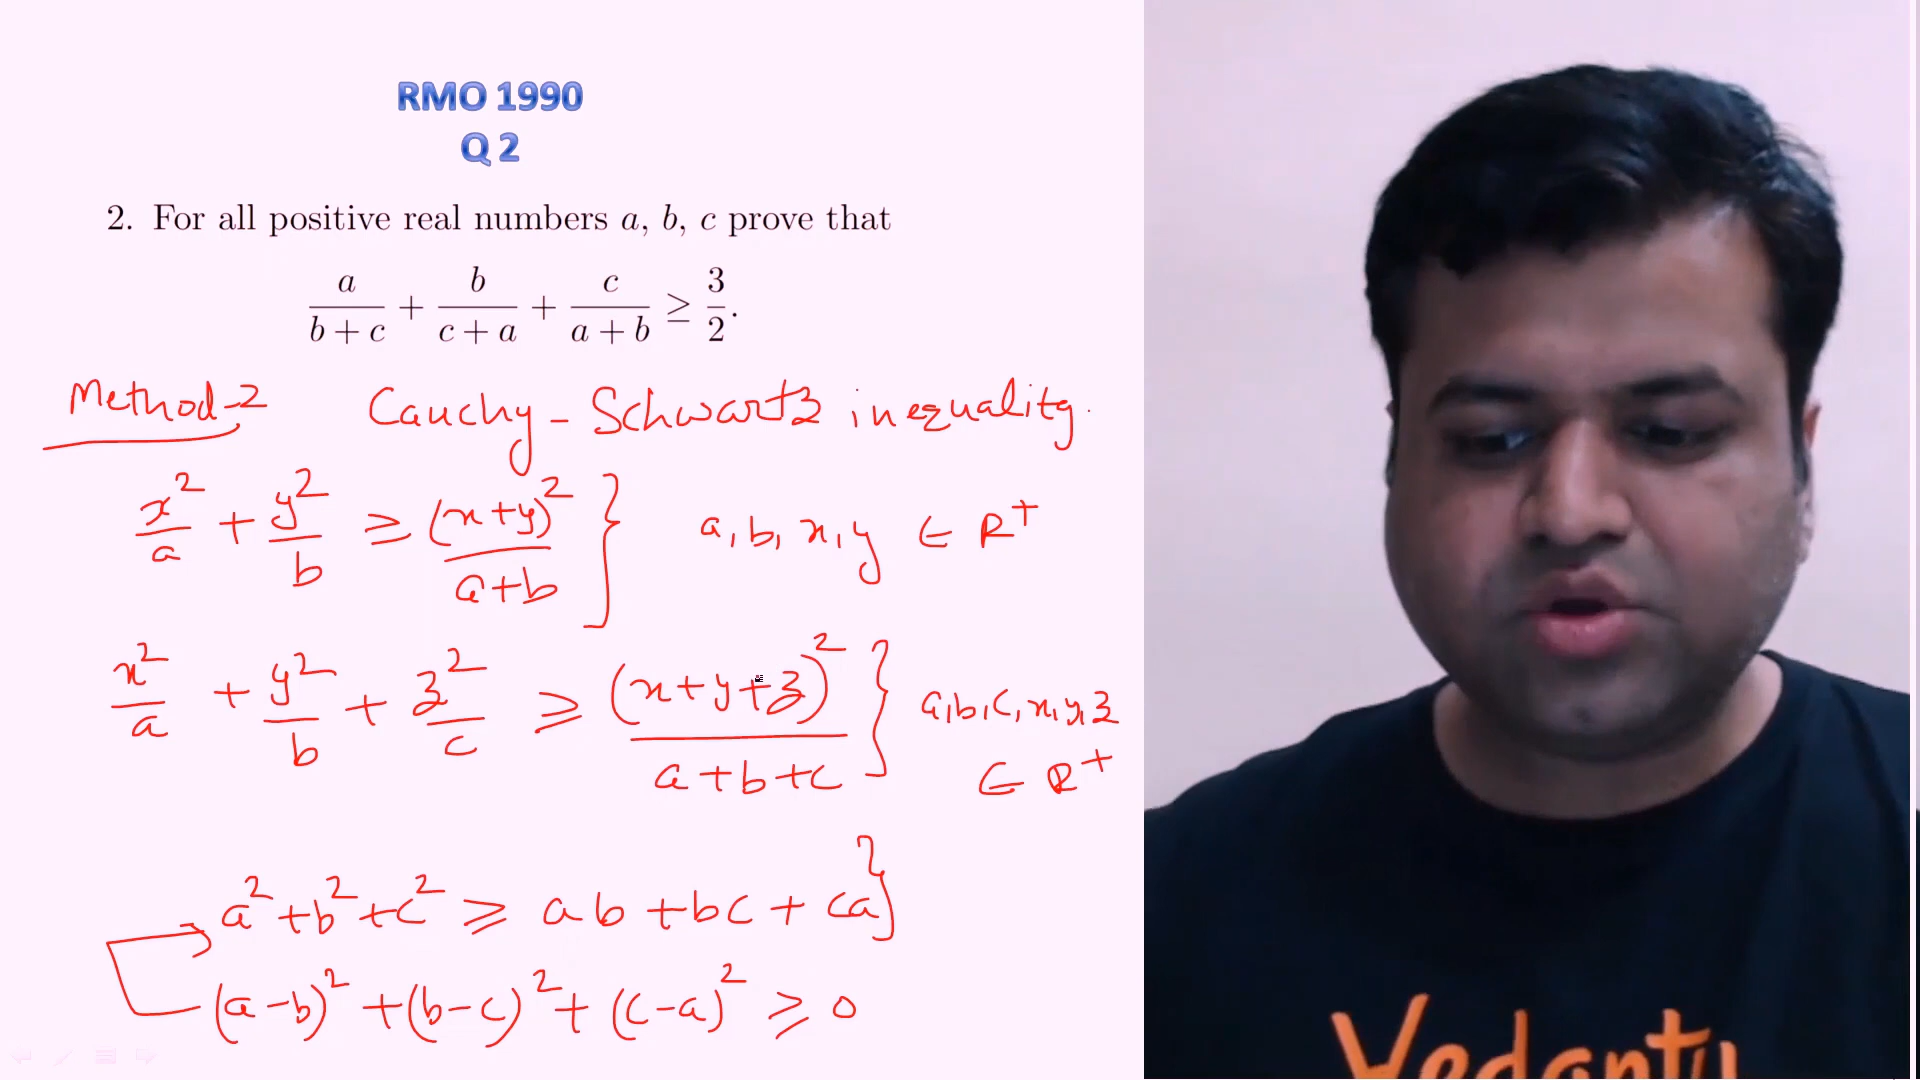 RMO 1990
Q 2
2. For all positive real numbers a, b, c prove that
a/(b + c) + b/(c + a) + c/(a + b) ≥ 3/2.
Method-2 Cauchy - Schwartz inequality.
x²/a + y²/b ≥ (x+y)²/(a+b) } a, b, x, y ∈ R⁺
x²/a + y²/b + z²/c ≥ (x+y+z)²/(a+b+c) } a,b,c,x,y,z
∈ R⁺
a²+b²+c² ≥ ab+bc+ca}
(a-b)²+(b-c)²+(c-a)² ≥ 0
Vedantu